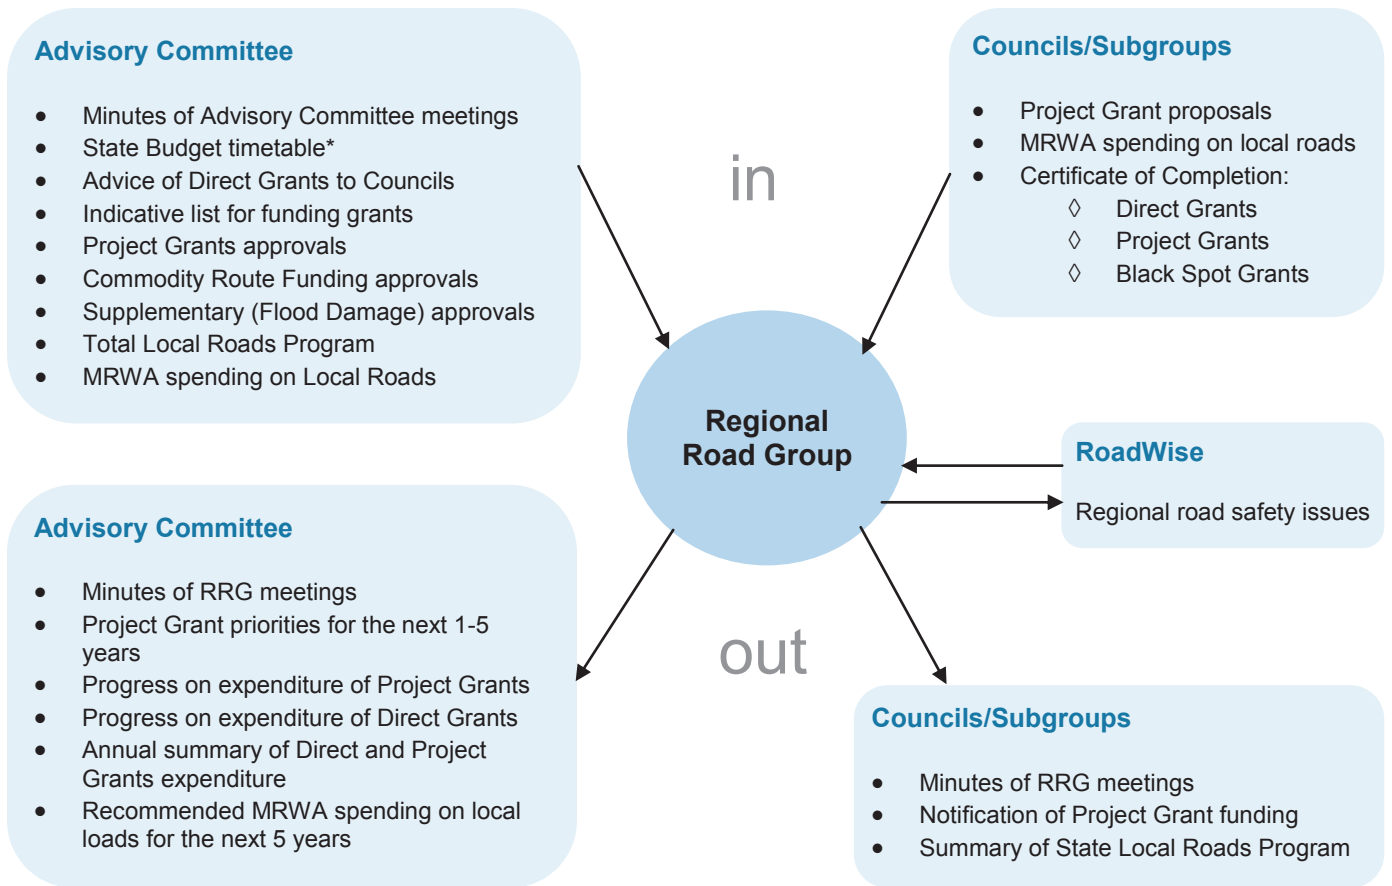 Advisory Committee
• Minutes of Advisory Committee meetings
• State Budget timetable*
• Advice of Direct Grants to Councils
• Indicative list for funding grants
• Project Grants approvals
• Commodity Route Funding approvals
• Supplementary (Flood Damage) approvals
• Total Local Roads Program
• MRWA spending on Local Roads
in
Councils/Subgroups
• Project Grant proposals
• MRWA spending on local roads
• Certificate of Completion:
◊ Direct Grants
◊ Project Grants
◊ Black Spot Grants
Regional
Road Group
RoadWise
Regional road safety issues
Advisory Committee
• Minutes of RRG meetings
• Project Grant priorities for the next 1-5
years
• Progress on expenditure of Project Grants
• Progress on expenditure of Direct Grants
• Annual summary of Direct and Project
Grants expenditure
• Recommended MRWA spending on local
loads for the next 5 years
out
Councils/Subgroups
• Minutes of RRG meetings
• Notification of Project Grant funding
• Summary of State Local Roads Program